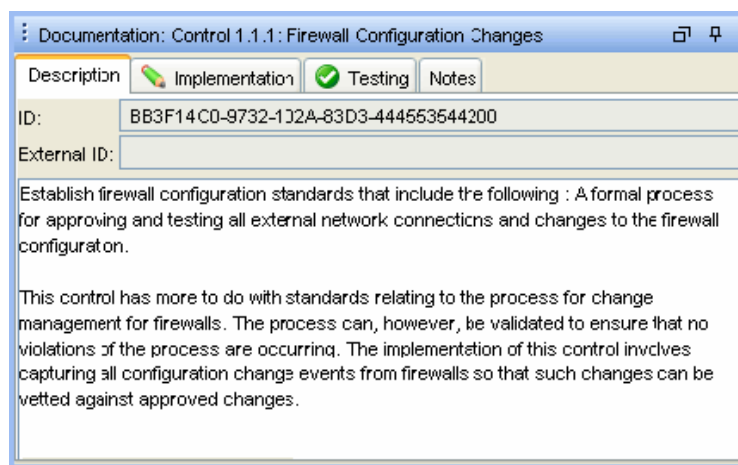 Documentation: Control 1.1.1: Firewall Configuration Changes
Description Implementation Testing Notes
ID: BB3F14C0-9732-102A-83D3-444553544200
External ID:
Establish firewall configuration standards that include the following : A formal process
for approving and testing all external network connections and changes to the firewall
configuraton.
This control has more to do with standards relating to the process for change
management for firewalls. The process can, however, be validated to ensure that no
violations of the process are occurring. The implementation of this control involves
capturing all configuration change events from firewalls so that such changes can be
vetted against approved changes.